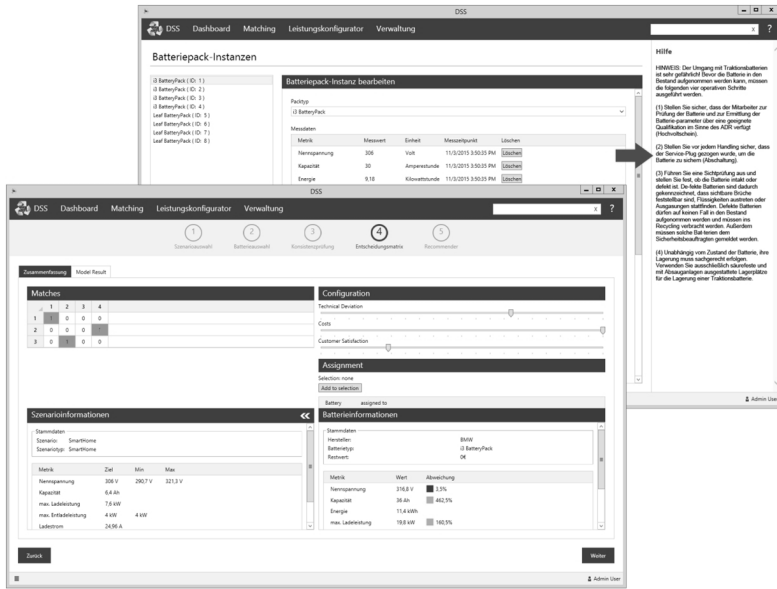 DSS
DSS Dashboard Matching Leistungskonfigurator Verwaltung
x ?
Batteriepack-Instanzen
i3 BatteryPack ( ID: 1 )
i3 BatteryPack ( ID: 2 )
i3 BatteryPack ( ID: 3 )
i3 BatteryPack ( ID: 4 )
Leaf BatteryPack ( ID: 5 )
Leaf BatteryPack ( ID: 6 )
Leaf BatteryPack ( ID: 7 )
Leaf BatteryPack ( ID: 8 )
Batteriepack-Instanz bearbeiten
Packtyp
i3 BatteryPack
Messdaten
Metrik Messwert Einheit Messzeitpunkt Löschen
Nennspannung 306 Volt 11/3/2015 3:50:35 PM Löschen
Kapazität 30 Amperestunde 11/3/2015 3:50:35 PM Löschen
Energie 9,18 Kilowattstunde 11/3/2015 3:50:35 PM Löschen
Hilfe
HINWEIS: Der Umgang mit Traktionsbatterien
ist sehr gefährlich! Bevor die Batterie in den
Bestand aufgenommen werden kann, müssen
die folgenden vier operativen Schritte
ausgeführt werden.
(1) Stellen Sie sicher, dass der Mitarbeiter zur
Prüfung der Batterie und zur Ermittlung der
Batterie-parameter über eine geeignete
Qualifikation im Sinne des ADR verfügt
(Hochvoltschein).
(2) Stellen Sie vor jedem Handling sicher, dass
der Service-Plug gezogen wurde, um die
Batterie zu sichern (Abschaltung).
(3) Führen Sie eine Sichtprüfung aus und
stellen Sie fest, ob die Batterie intakt oder
defekt ist. De-fekte Batterien sind dadurch
gekennzeichnet, dass sichtbare Brüche
feststellbar sind, Flüssigkeiten austreten oder
Ausgasungen stattfinden. Defekte Batterien
dürfen auf keinen Fall in den Bestand
aufgenommen werden und müssen ins
Recycling verbracht werden. Außerdem
müssen solche Bat-terien dem
Sicherheitsbeauftragten gemeldet werden.
(4) Unabhängig vom Zustand der Batterie, ihre
Lagerung muss sachgerecht erfolgen.
Verwenden Sie ausschließlich säurefeste und
mit Absauganlagen ausgestattete Lagerplätze
für die Lagerung einer Traktionsbatterie.
Admin User
DSS
DSS Dashboard Matching Leistungskonfigurator Verwaltung
x ?
1 2 3 4 5
Szenarioauswahl Batterieauswahl Konsistenzprüfung Entscheidungsmatrix Recommender
Zusammenfassung Model Result
Matches
1 2 3 4
1 1 0 0 0
2 0 0 0 1
3 0 1 0 0
Configuration
Technical Deviation
Costs
Customer Satisfaction
Assignment
Selection: none
Add to selection
Battery assigned to
Szenarioinformationen
Stammdaten
Szenario: SmartHome
Szenariotyp: SmartHome
Metrik Ziel Min Max
Nennspannung 306 V 290,7 V 321,3 V
Kapazität 6,4 Ah
max. Ladeleistung 7,6 kW
max. Entladeleistung 4 kW 4 kW
Ladestrom 24,96 A
Batterieinformationen
Stammdaten
Hersteller: BMW
Batterietyp: i3 BatteryPack
Restwert: 0€
Metrik Wert Abweichung
Nennspannung 316,8 V 3.5%
Kapazität 36 Ah 462,5%
Energie 11,4 kWh
max. Ladeleistung 19,8 kW 160,5%
Zurück
Weiter
Admin User